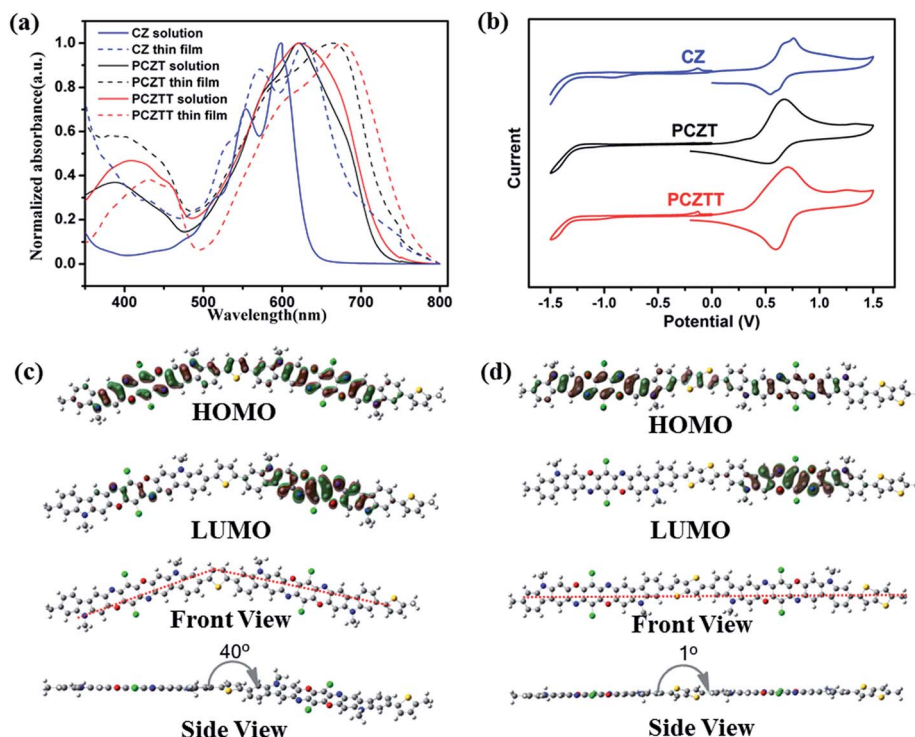 (a)
CZ solution
CZ thin film
PCZT solution
PCZT thin film
PCZTT solution
PCZTT thin film
Normalized absorbance(a.u.)
1.0
0.8
0.6
0.4
0.2
0.0
400 500 600 700 800
Wavelength(nm)
(b)
CZ
PCZT
PCZTT
Current
-1.5 -1.0 -0.5 0.0 0.5 1.0 1.5
Potential (V)
(c)
HOMO
LUMO
Front View
40°
Side View
(d)
HOMO
LUMO
Front View
1°
Side View